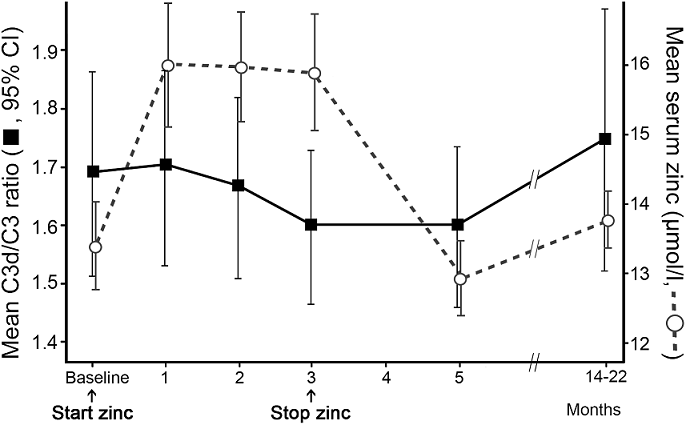 Mean C3d/C3 ratio (■, 95% CI)
1.9
1.8
1.7
1.6
1.5
1.4
16
15
14
13
12
Mean serum zinc (µmol/l, --○--)
Baseline 1 2 3 4 5 14-22
Start zinc Stop zinc Months